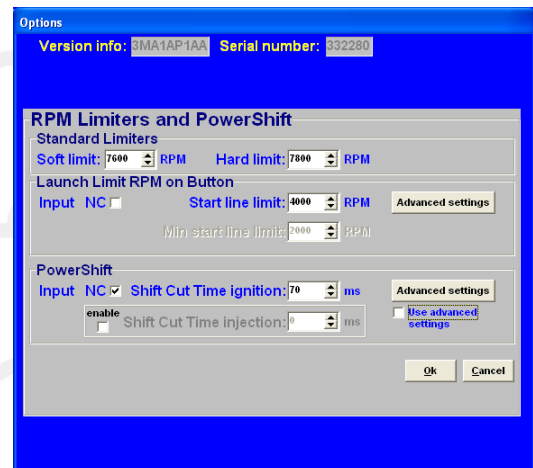 Options
Version info: 3MA1AP1AA Serial number: 332280
RPM Limiters and PowerShift
Standard Limiters
Soft limit: 7600 RPM Hard limit: 7800 RPM
Launch Limit RPM on Button
Input NC Start line limit: 4000 RPM Advanced settings
Min start line limit: 2000 RPM
PowerShift
Input NC Shift Cut Time ignition: 70 ms Advanced settings
enable Shift Cut Time injection: 0 ms Use advanced
settings
Ok Cancel